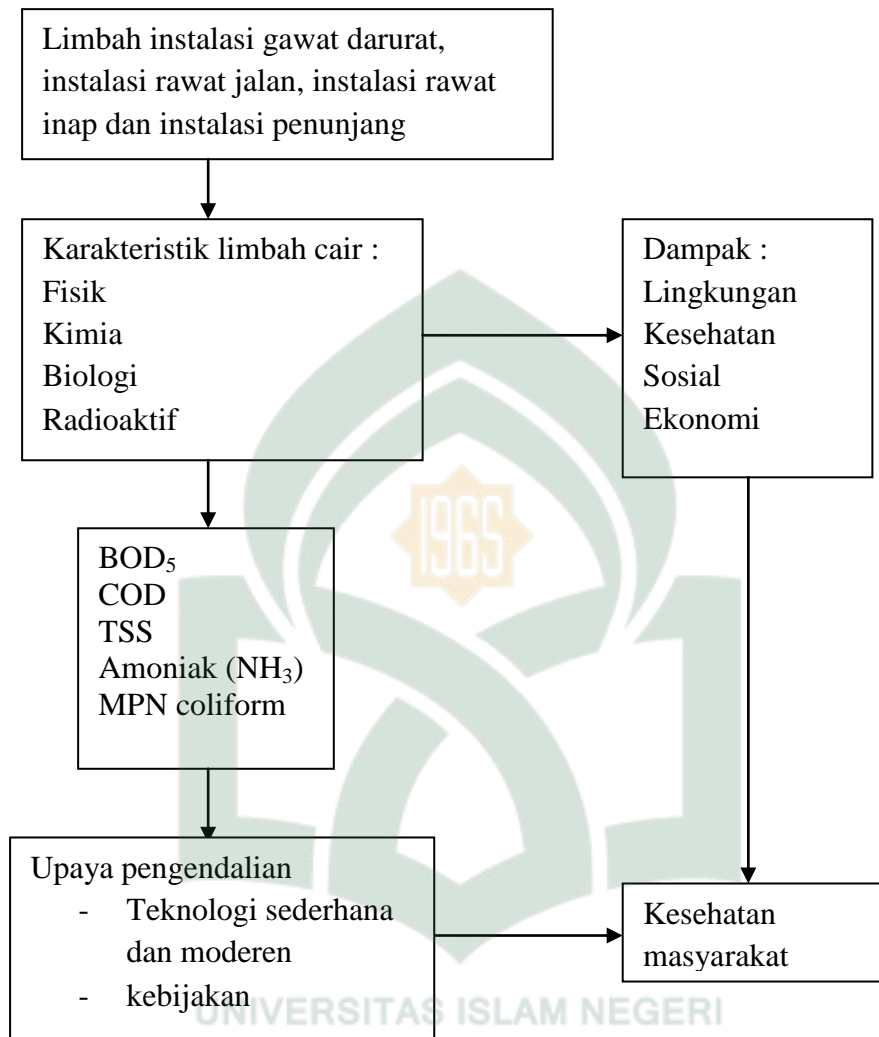 Limbah instalasi gawat darurat,
instalasi rawat jalan, instalasi rawat
inap dan instalasi penunjang
Karakteristik limbah cair :
Fisik
Kimia
Biologi
Radioaktif
Dampak :
Lingkungan
Kesehatan
Sosial
Ekonomi
1965
BOD₅
COD
TSS
Amoniak (NH₃)
MPN coliform
Upaya pengendalian
- Teknologi sederhana
dan moderen
- kebijakan
Kesehatan
masyarakat
UNIVERSITAS ISLAM NEGERI